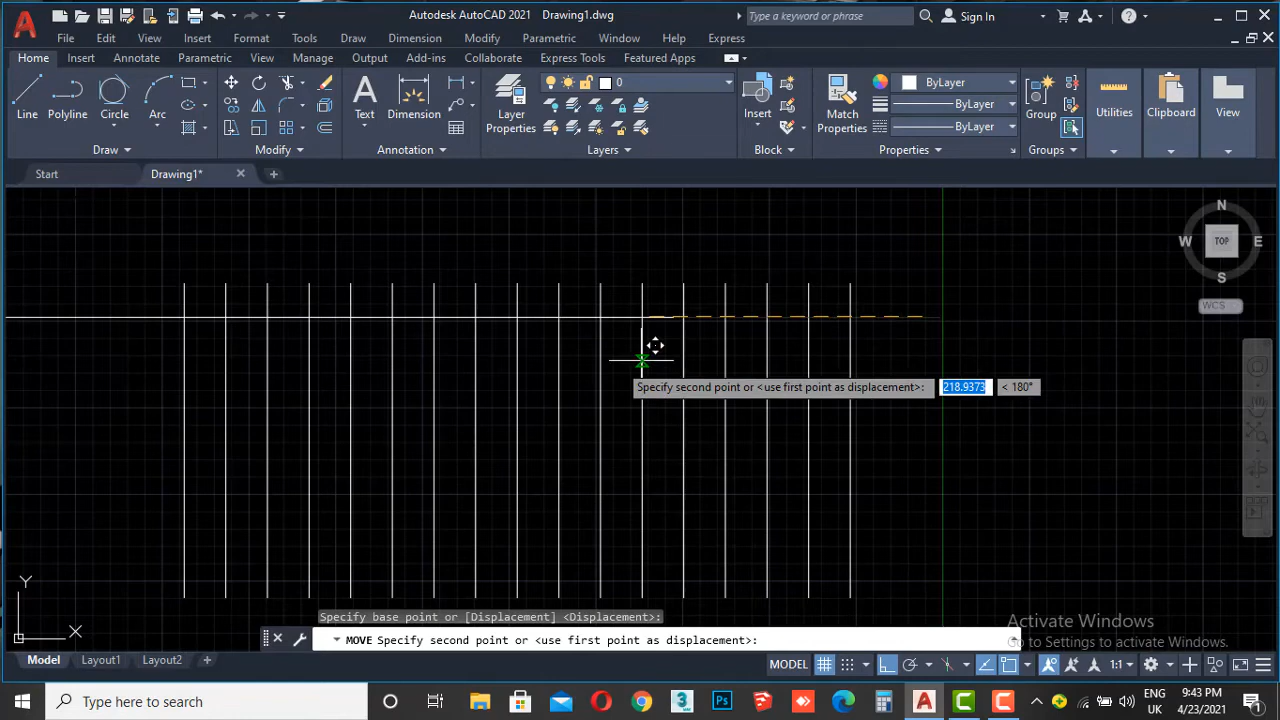 Autodesk AutoCAD 2021 Drawing1.dwg
Type a keyword or phrase
Sign In
File Edit View Insert Format Tools Draw Dimension Modify Parametric Window Help Express
Home Insert Annotate Parametric View Manage Output Add-ins Collaborate Express Tools Featured Apps
0
ByLayer
ByLayer
ByLayer
Line Polyline Circle Arc
Text Dimension
Layer
Properties
Insert
Match
Properties
Group
Utilities
Clipboard
View
Draw Modify Annotation Layers Block Properties Groups
Start Drawing1*
N
W TOP E
S
WCS
Specify second point or <use first point as displacement>: 218.9373 < 180°
Y
X
Specify base point or [Displacement] <Displacement>:
MOVE Specify second point or <use first point as displacement>:
Activate Windows
Go to Settings to activate Windows.
Model Layout1 Layout2
MODEL
1:1
Type here to search
3
Ps
ENG
UK
9:43 PM
4/23/2021
1